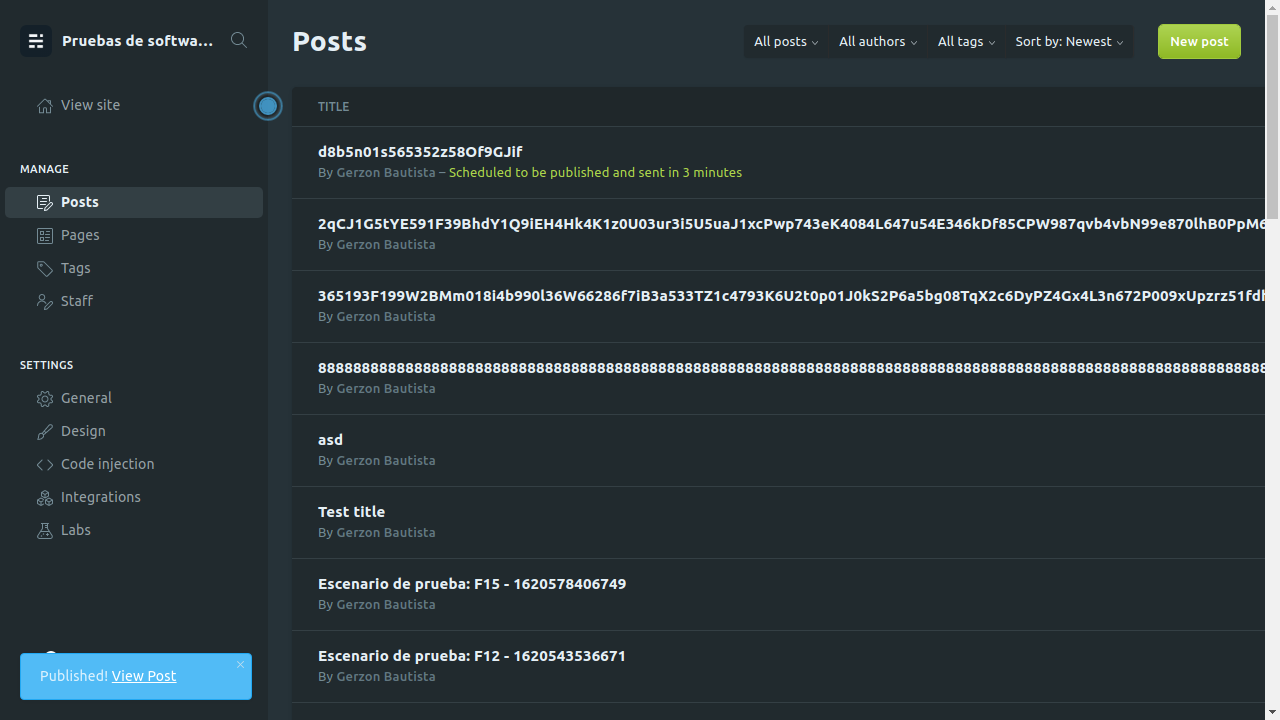 Pruebas de softwa...
View site
MANAGE
Posts
Pages
Tags
Staff
SETTINGS
General
Design
Code injection
Integrations
Labs
Published! View Post
Posts
All posts
All authors
All tags
Sort by: Newest
New post
TITLE
d8b5n01s565352z58Of9GJif
By Gerzon Bautista – Scheduled to be published and sent in 3 minutes
2qCJ1G5tYE591F39BhdY1Q9iEH4Hk4K1z0U03ur3i5U5uaJ1xcPwp743eK4084L647u54E346kDf85CPW987qvb4vbN99e870lhB0PpM6
By Gerzon Bautista
365193F199W2BMm018i4b990l36W66286f7iB3a533TZ1c4793K6U2t0p01J0kS2P6a5bg08TqX2c6DyPZ4Gx4L3n672P009xUpzrz51fdh
By Gerzon Bautista
By Gerzon Bautista
asd
By Gerzon Bautista
Test title
By Gerzon Bautista
Escenario de prueba: F15 - 1620578406749
By Gerzon Bautista
Escenario de prueba: F12 - 1620543536671
By Gerzon Bautista